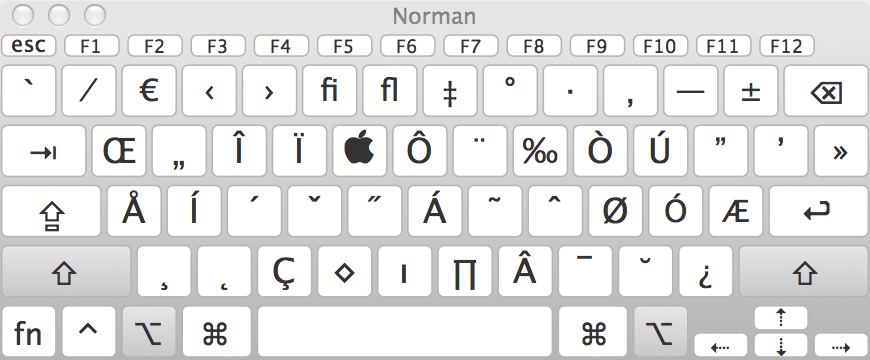 Norman
esc F1 F2 F3 F4 F5 F6 F7 F8 F9 F10 F11 F12
` ⁄ € ‹ › ﬁ ﬂ ‡ ° · ‚ — ± ⌫
⇥ Œ „ Î Ï  Ô ¨ ‰ Ò Ú ” ’ »
⇪ Å Í ´ ˇ ˝ Á ˜ ˆ Ø Ó Æ ↩
⇧ ¸ ˛ Ç ◊ ı ∏  ¯ ˘ ¿ ⇧
fn ^ ⌥ ⌘ ⌘ ⌥ ⇠ ⇡ ⇣ ⇢